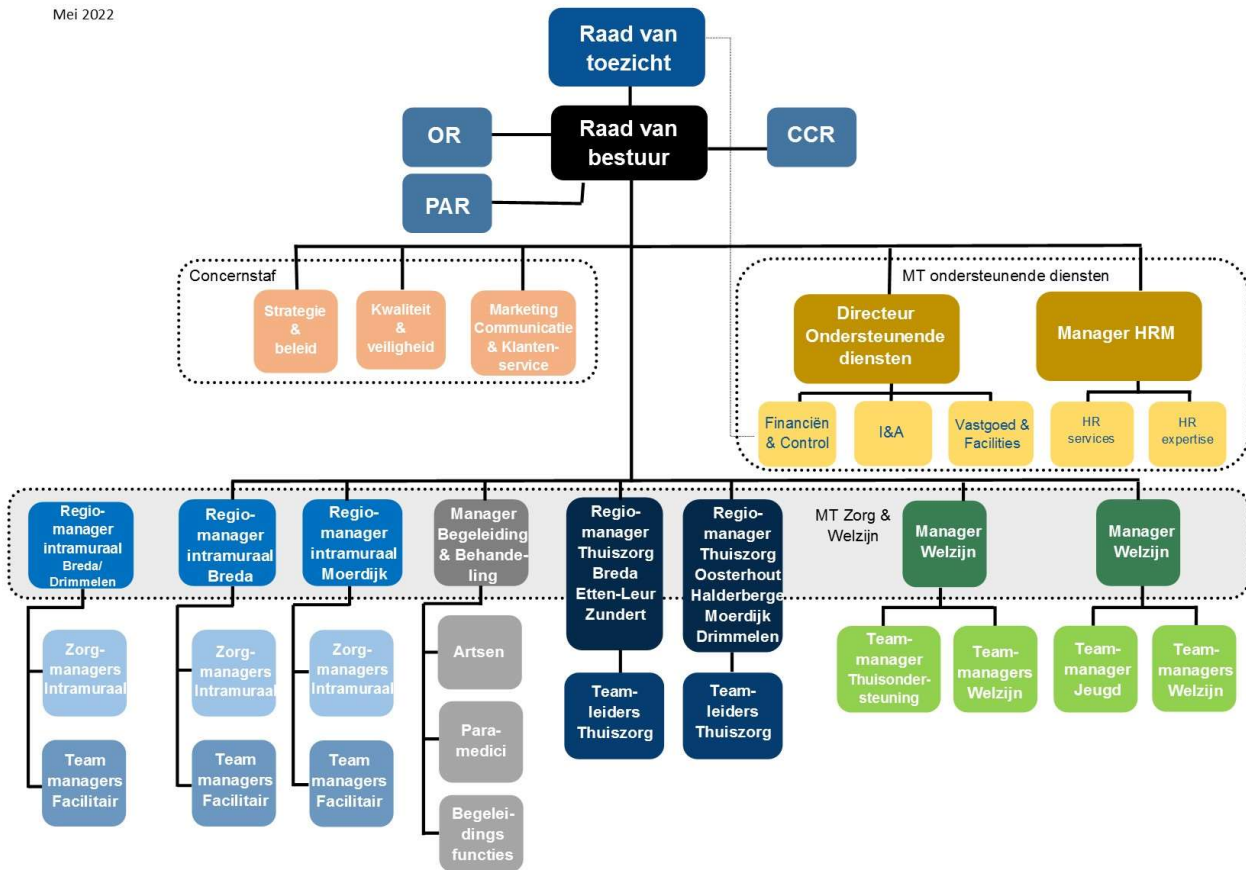 Mei 2022
Raad van
toezicht
OR
Raad van
bestuur
CCR
PAR
Concernstaf
Strategie
&
beleid
Kwaliteit
&
veiligheid
Marketing
Communicatie
& Klanten-
service
MT ondersteunende diensten
Directeur
Ondersteunende
diensten
Manager HRM
Financiën
& Control
I&A
Vastgoed &
Facilities
HR
services
HR
expertise
Regio-
manager
intramuraal
Breda/
Drimmelen
Regio-
manager
intramuraal
Breda
Regio-
manager
intramuraal
Moerdijk
Manager
Begeleiding
& Behande-
ling
Regio-
manager
Thuiszorg
Breda
Etten-Leur
Zundert
Regio-
manager
Thuiszorg
Oosterhout
Halderberge
Moerdijk
Drimmelen
MT Zorg &
Welzijn
Manager
Welzijn
Manager
Welzijn
Zorg-
managers
Intramuraal
Zorg-
managers
Intramuraal
Zorg-
managers
Intramuraal
Artsen
Team-
leiders
Thuiszorg
Team-
leiders
Thuiszorg
Team-
manager
Thuisonder-
steuning
Team-
managers
Welzijn
Team-
manager
Jeugd
Team-
managers
Welzijn
Team
managers
Facilitair
Team
managers
Facilitair
Team
managers
Facilitair
Para-
medici
Begelei-
dings
functies